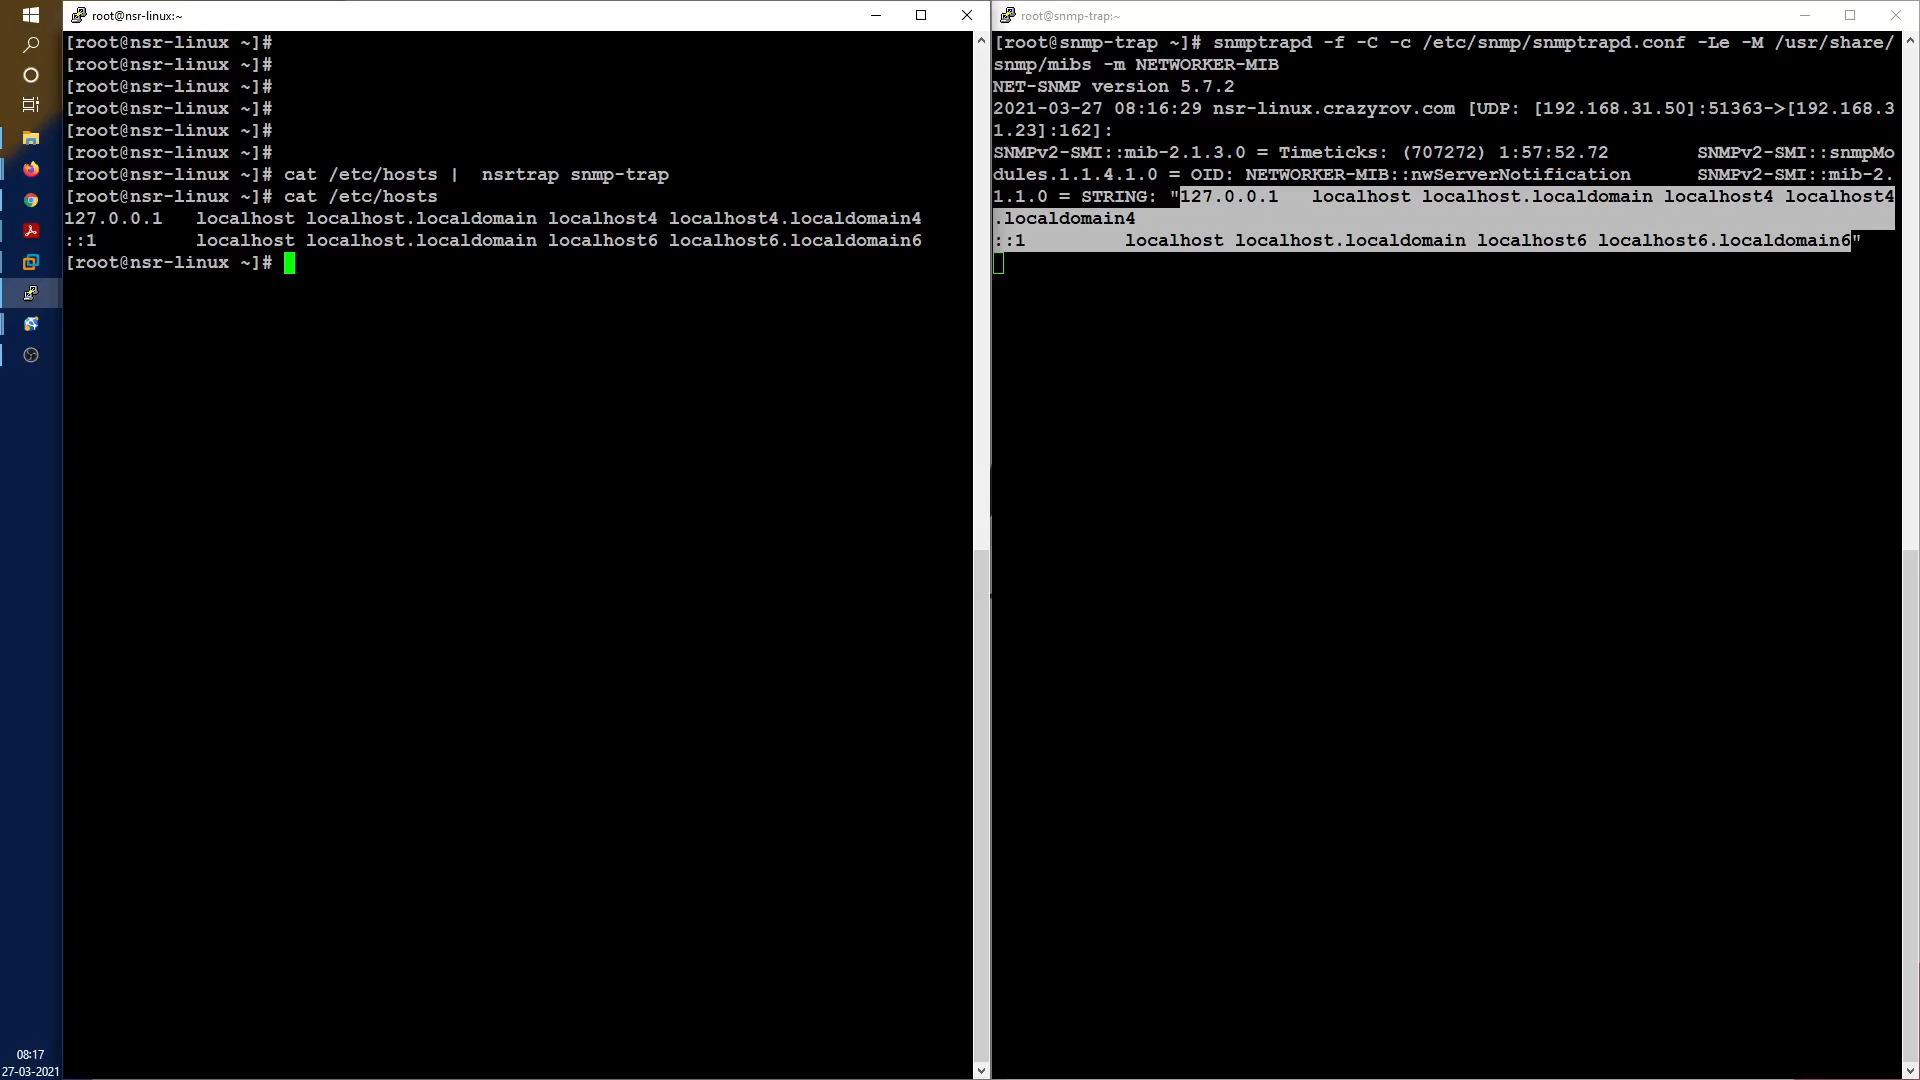 root@nsr-linux:~
[root@nsr-linux ~]#
[root@nsr-linux ~]#
[root@nsr-linux ~]#
[root@nsr-linux ~]#
[root@nsr-linux ~]#
[root@nsr-linux ~]#
[root@nsr-linux ~]# cat /etc/hosts |  nsrtrap snmp-trap
[root@nsr-linux ~]# cat /etc/hosts
127.0.0.1   localhost localhost.localdomain localhost4 localhost4.localdomain4
::1         localhost localhost.localdomain localhost6 localhost6.localdomain6
[root@nsr-linux ~]#
root@snmp-trap:~
[root@snmp-trap ~]# snmptrapd -f -C -c /etc/snmp/snmptrapd.conf -Le -M /usr/share/
snmp/mibs -m NETWORKER-MIB
NET-SNMP version 5.7.2
2021-03-27 08:16:29 nsr-linux.crazyrov.com [UDP: [192.168.31.50]:51363->[192.168.3
1.23]:162]:
SNMPv2-SMI::mib-2.1.3.0 = Timeticks: (707272) 1:57:52.72        SNMPv2-SMI::snmpMo
dules.1.1.4.1.0 = OID: NETWORKER-MIB::nwServerNotification      SNMPv2-SMI::mib-2.
1.1.0 = STRING: "127.0.0.1   localhost localhost.localdomain localhost4 localhost4
.localdomain4
::1         localhost localhost.localdomain localhost6 localhost6.localdomain6"
08:17
27-03-2021